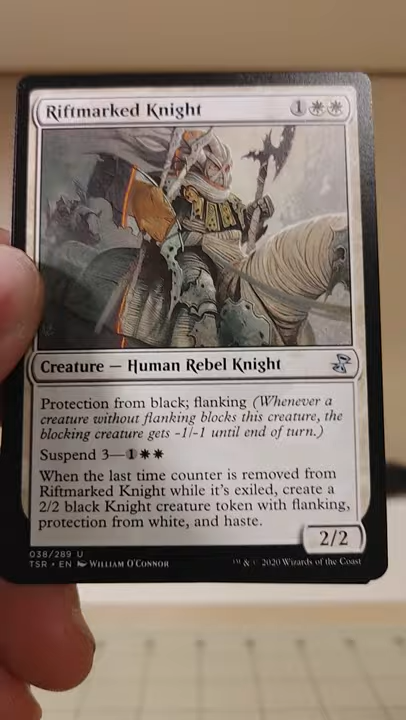 Riftmarked Knight 1
Creature — Human Rebel Knight
Protection from black; flanking (Whenever a
creature without flanking blocks this creature, the
blocking creature gets -1/-1 until end of turn.)
Suspend 3—1
When the last time counter is removed from
Riftmarked Knight while it's exiled, create a
2/2 black Knight creature token with flanking,
protection from white, and haste.
2/2
038/289 U
TSR • EN William O'Connor ™ & © 2020 Wizards of the Coast